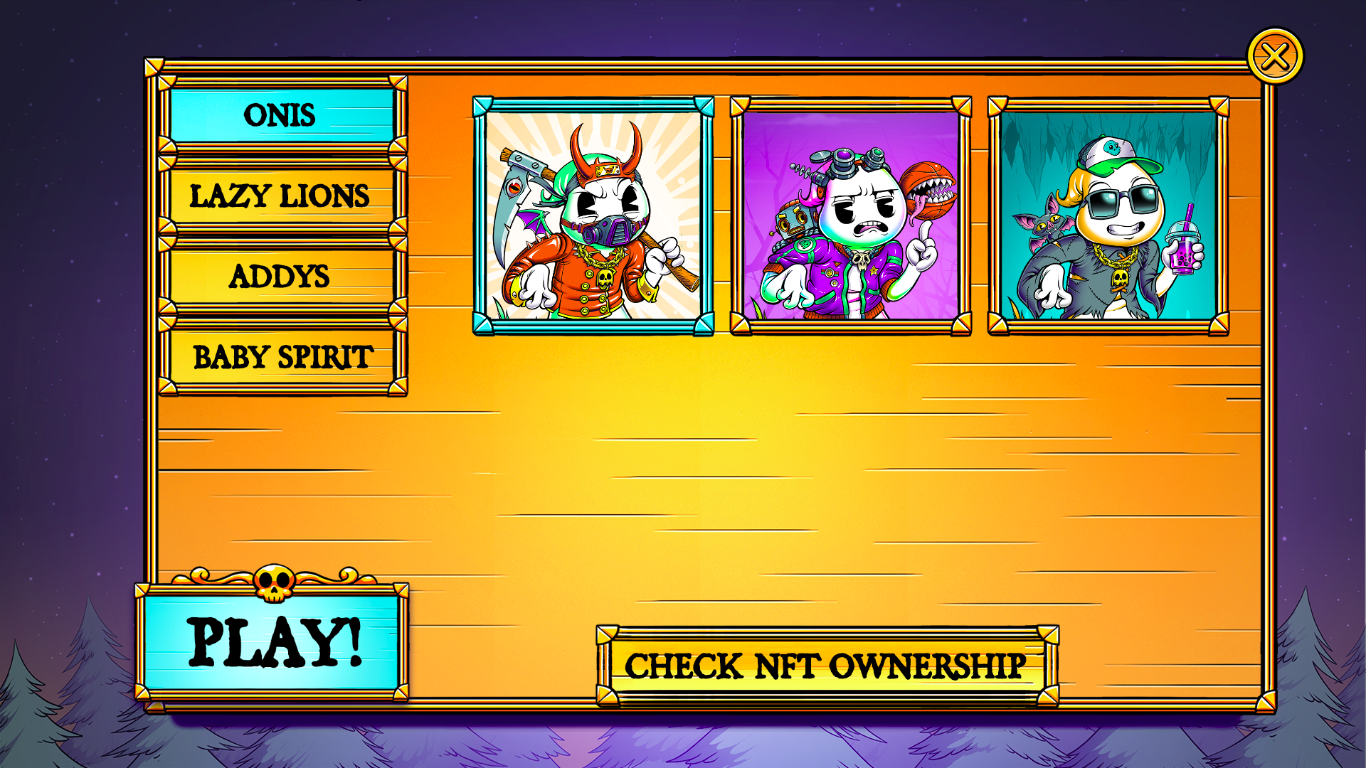 ONIS
LAZY LIONS
ADDYS
BABY SPIRIT
PLAY!
CHECK NFT OWNERSHIP